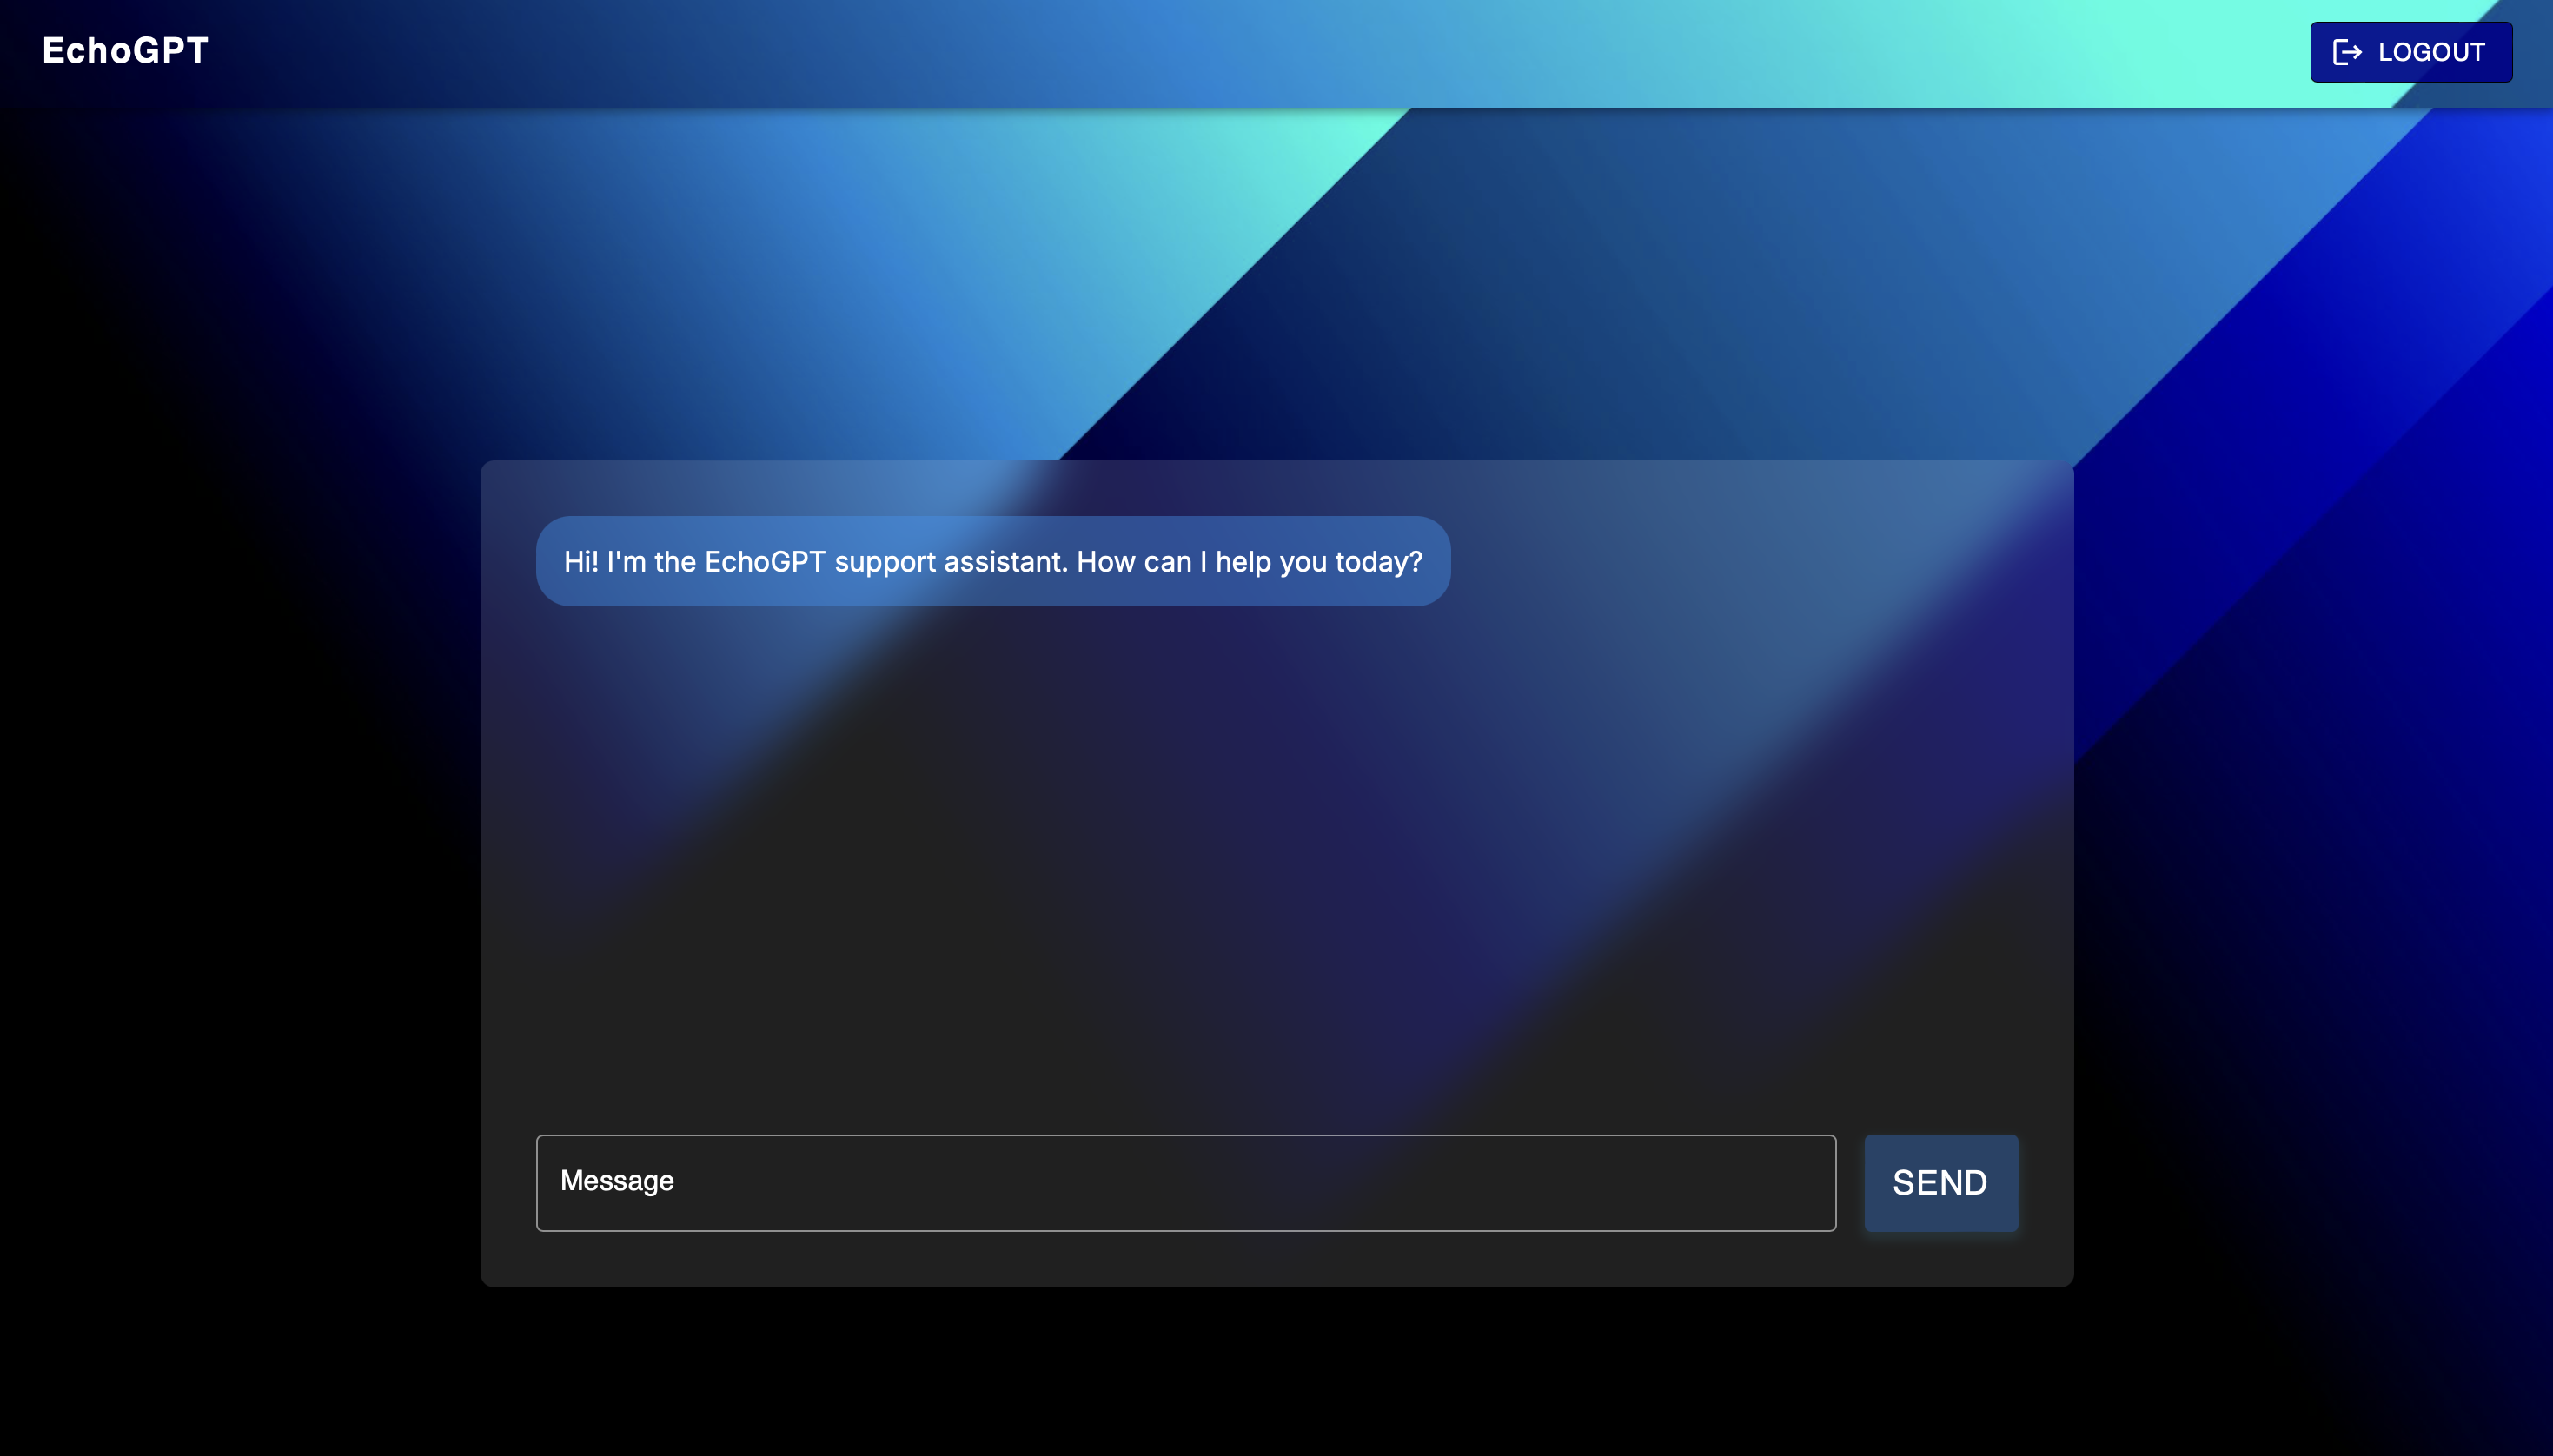 EchoGPT
LOGOUT
Hi! I'm the EchoGPT support assistant. How can I help you today?
Message
SEND